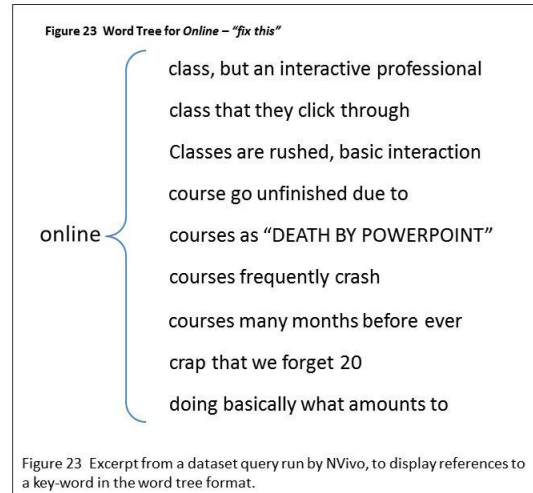 Figure 23 Word Tree for Online – “fix this”
class, but an interactive professional
class that they click through
Classes are rushed, basic interaction
course go unfinished due to
online
courses as “DEATH BY POWERPOINT”
courses frequently crash
courses many months before ever
crap that we forget 20
doing basically what amounts to
Figure 23 Excerpt from a dataset query run by NVivo, to display references to
a key-word in the word tree format.